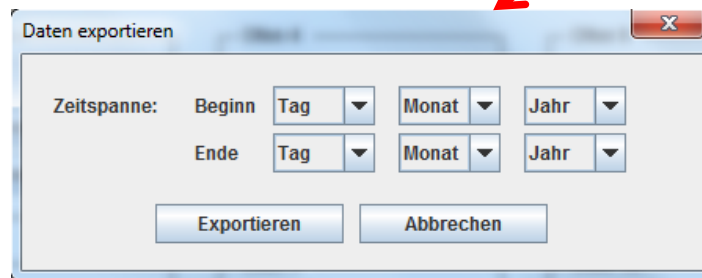 Daten exportieren
Zeitspanne: Beginn Tag Monat Jahr
Ende Tag Monat Jahr
Exportieren Abbrechen